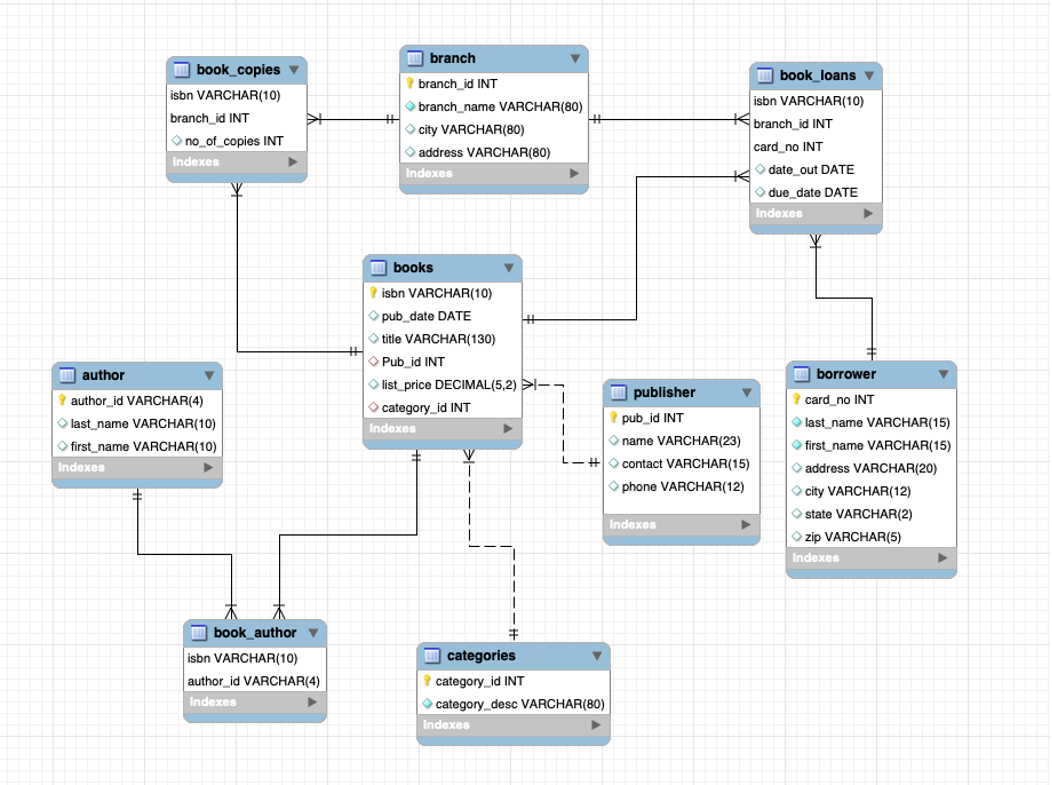 book_copies
isbn VARCHAR(10)
branch_id INT
no_of_copies INT
Indexes
branch
branch_id INT
branch_name VARCHAR(80)
city VARCHAR(80)
address VARCHAR(80)
Indexes
book_loans
isbn VARCHAR(10)
branch_id INT
card_no INT
date_out DATE
due_date DATE
Indexes
books
isbn VARCHAR(10)
pub_date DATE
title VARCHAR(130)
Pub_id INT
list_price DECIMAL(5,2)
category_id INT
Indexes
author
author_id VARCHAR(4)
last_name VARCHAR(10)
first_name VARCHAR(10)
Indexes
publisher
pub_id INT
name VARCHAR(23)
contact VARCHAR(15)
phone VARCHAR(12)
Indexes
borrower
card_no INT
last_name VARCHAR(15)
first_name VARCHAR(15)
address VARCHAR(20)
city VARCHAR(12)
state VARCHAR(2)
zip VARCHAR(5)
Indexes
book_author
isbn VARCHAR(10)
author_id VARCHAR(4)
Indexes
categories
category_id INT
category_desc VARCHAR(80)
Indexes